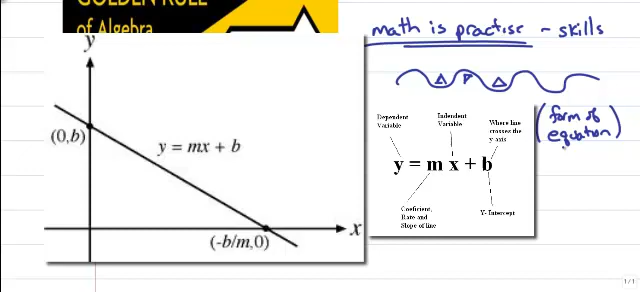 GOLDEN RULE
of Algebra
math is practise - skills
y
(0,b)
y = mx + b
x
(-b/m,0)
Dependent
Variable
Indendent
Variable
Where line
crosses the
y axis
y = m x + b
Coeficient,
Rate and
Slope of line
Y- Intercept
(form of
equation)
1/1